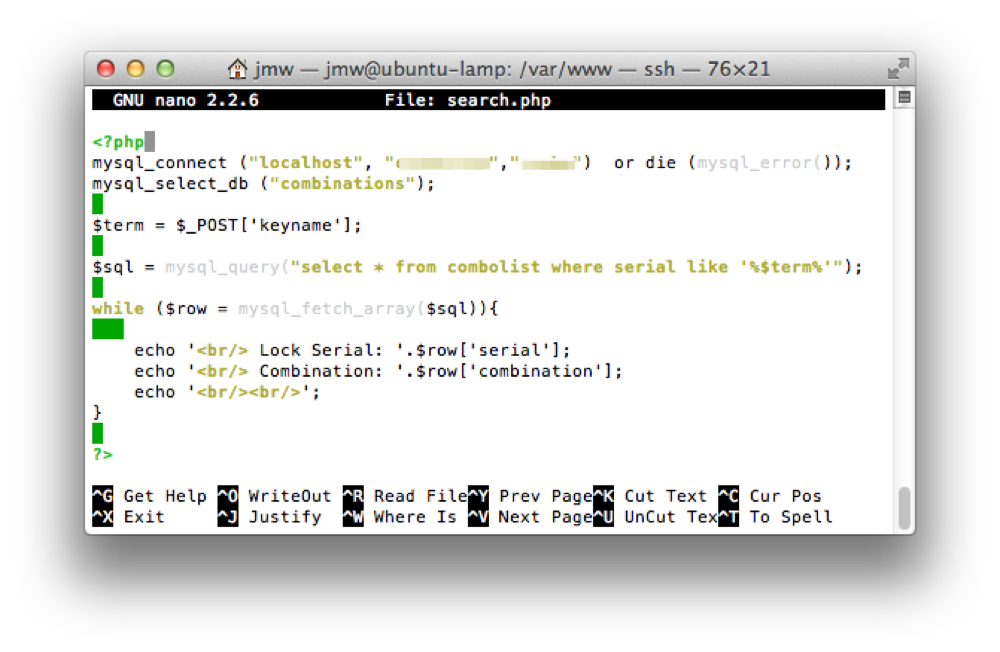 jmw — jmw@ubuntu-lamp: /var/www — ssh — 76×21
GNU nano 2.2.6 File: search.php
<?php
mysql_connect ("localhost", "","") or die (mysql_error());
mysql_select_db ("combinations");
$term = $_POST['keyname'];
$sql = mysql_query("select * from combolist where serial like '%$term%'");
while ($row = mysql_fetch_array($sql)){
echo '<br/> Lock Serial: '.$row['serial'];
echo '<br/> Combination: '.$row['combination'];
echo '<br/><br/>';
}
?>
^G Get Help ^O WriteOut ^R Read File^Y Prev Page^K Cut Text ^C Cur Pos
^X Exit ^J Justify ^W Where Is ^V Next Page^U UnCut Tex^T To Spell